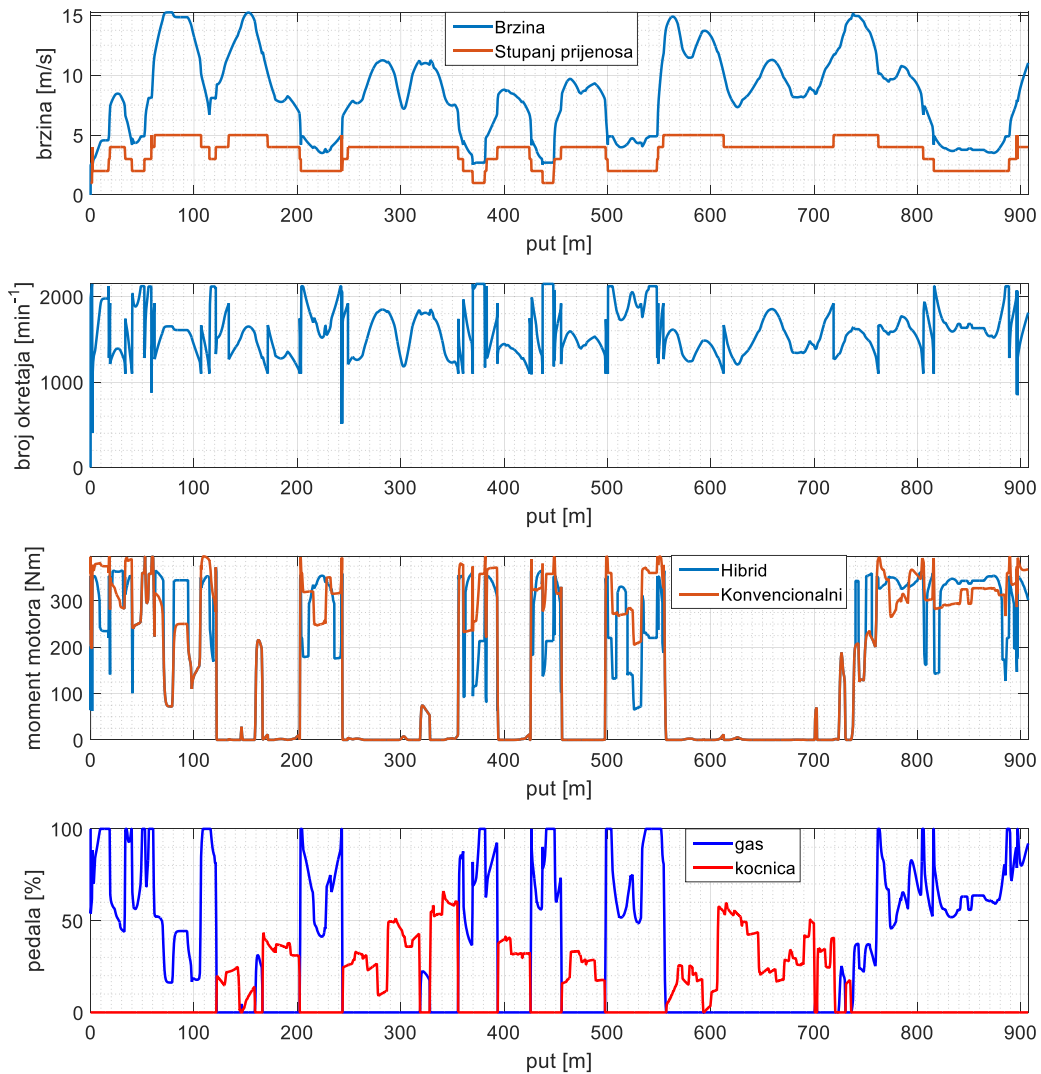 15
10
5
0
brzina [m/s]
Brzina
Stupanj prijenosa
0 100 200 300 400 500 600 700 800 900
put [m]
2000
1000
0
broj okretaja [min-1]
0 100 200 300 400 500 600 700 800 900
put [m]
300
200
100
0
moment motora [Nm]
Hibrid
Konvencionalni
0 100 200 300 400 500 600 700 800 900
put [m]
100
50
0
pedala [%]
gas
kocnica
0 100 200 300 400 500 600 700 800 900
put [m]